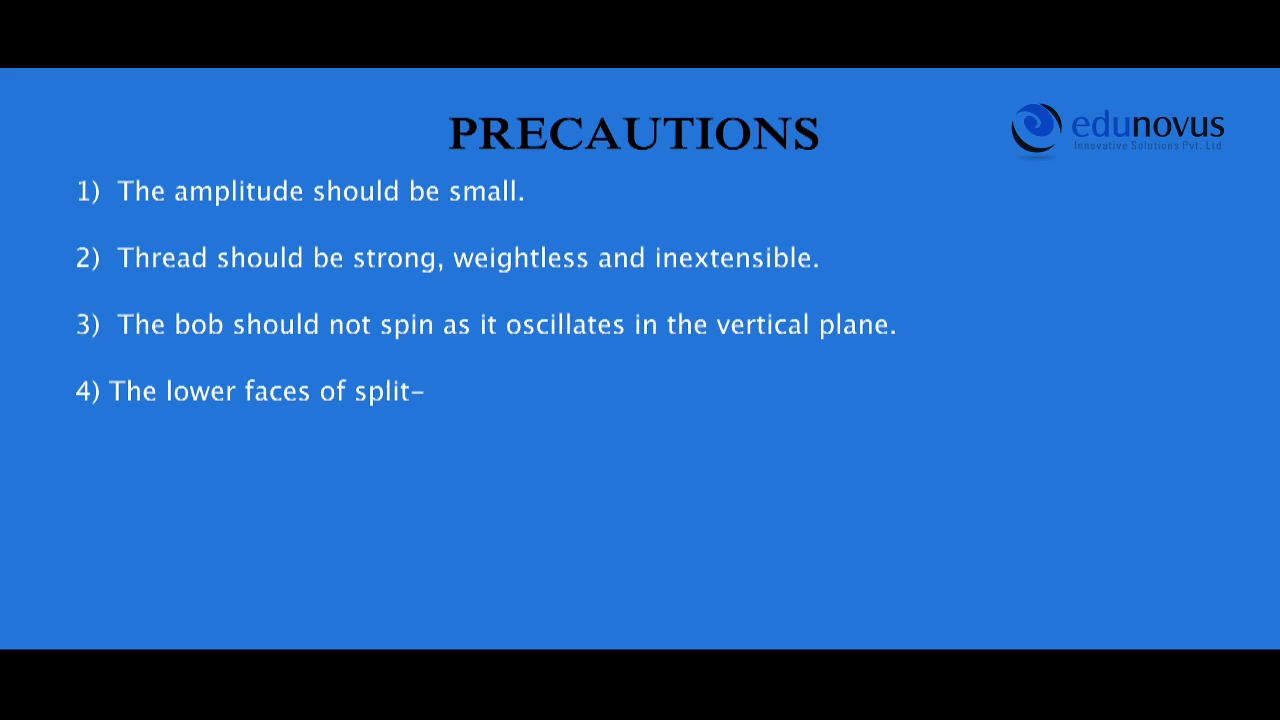 PRECAUTIONS
edunovus
Innovative Solutions Pvt. Ltd
1) The amplitude should be small.
2) Thread should be strong, weightless and inextensible.
3) The bob should not spin as it oscillates in the vertical plane.
4) The lower faces of split-